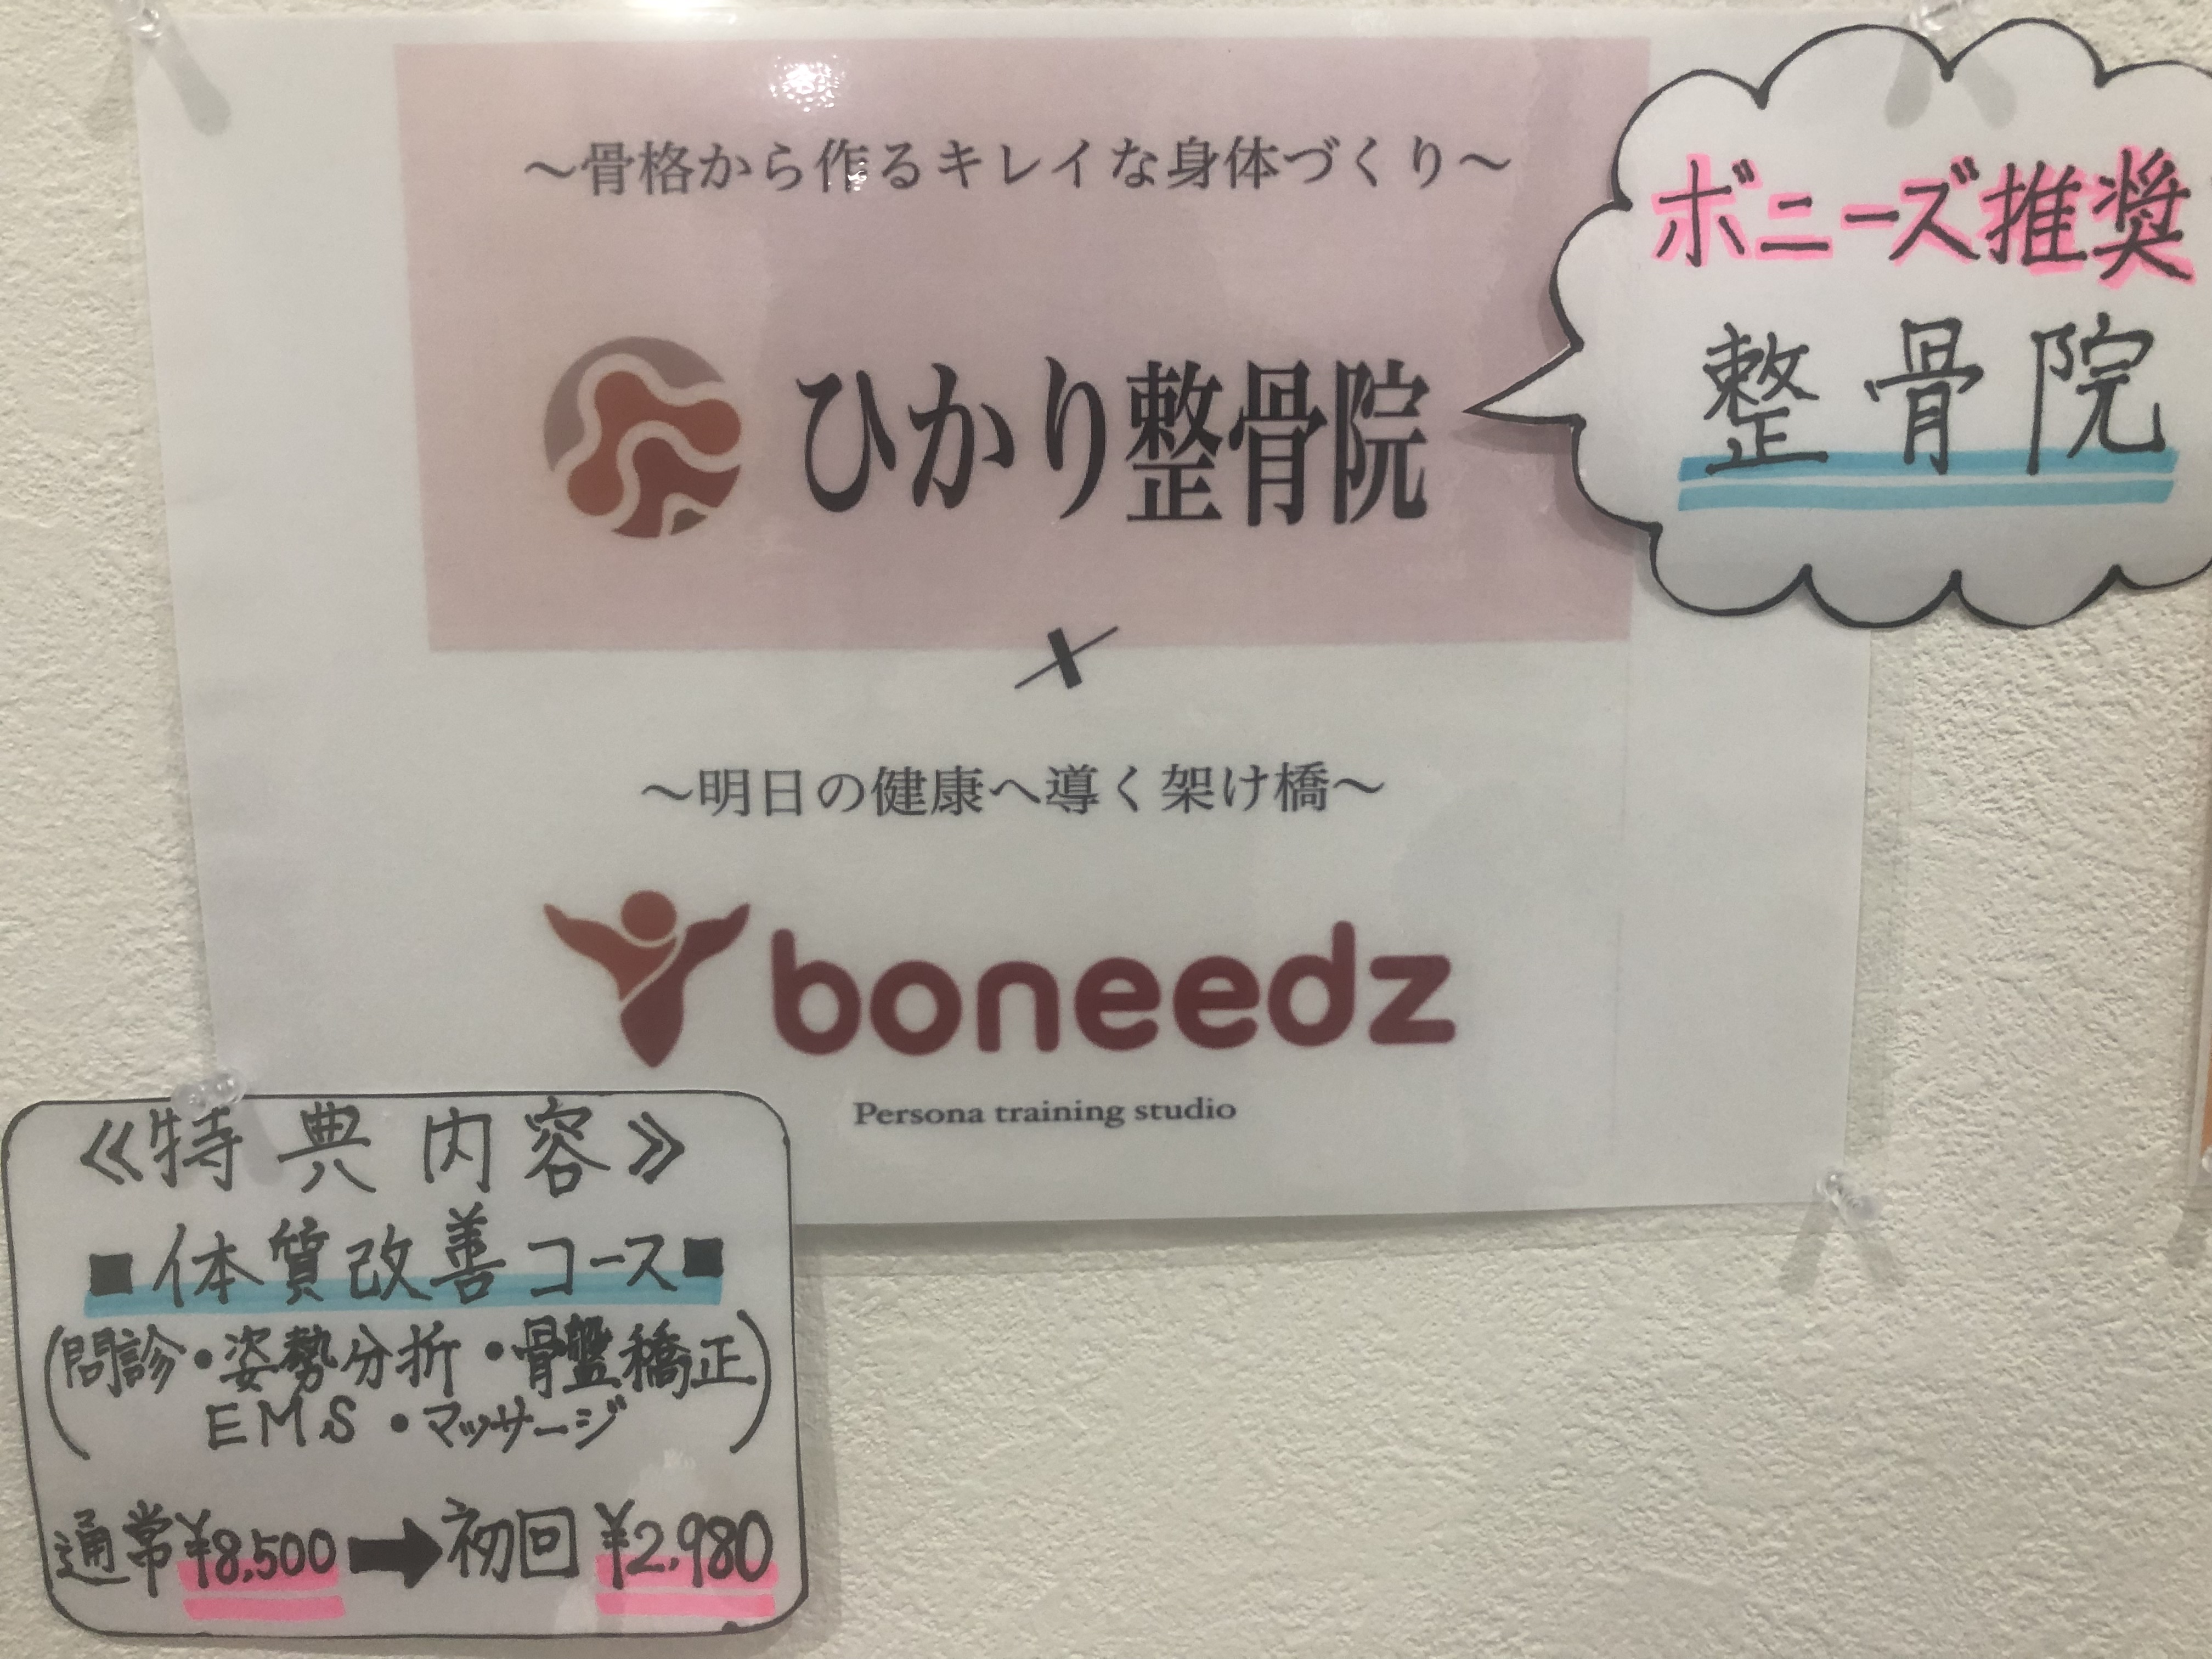 ～骨格から作るキレイな身体づくり～
ひかり整骨院
ボニーズ推奨
整骨院
×
～明日の健康へ導く架け橋～
boneedz
Persona training studio
≪特典内容≫
■体質改善コース■
(問診・姿勢分折・骨盤矯正
EMS・マッサージ)
通常¥8,500➡初回¥2,980